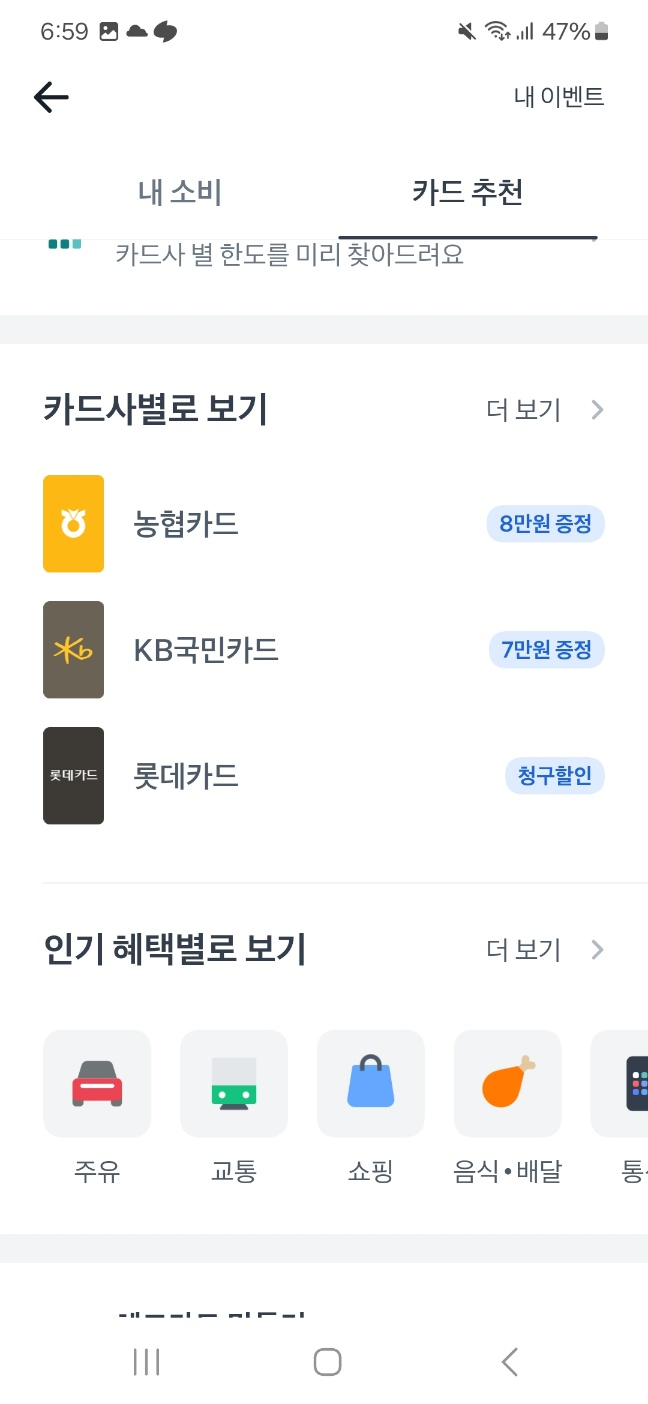 6:59 47%
내 이벤트
내 소비 카드 추천
카드사 별 한도를 미리 찾아드려요
카드사별로 보기 더 보기
농협카드 8만원 증정
KB국민카드 7만원 증정
롯데카드 롯데카드 청구할인
인기 혜택별로 보기 더 보기
주유 교통 쇼핑 음식•배달